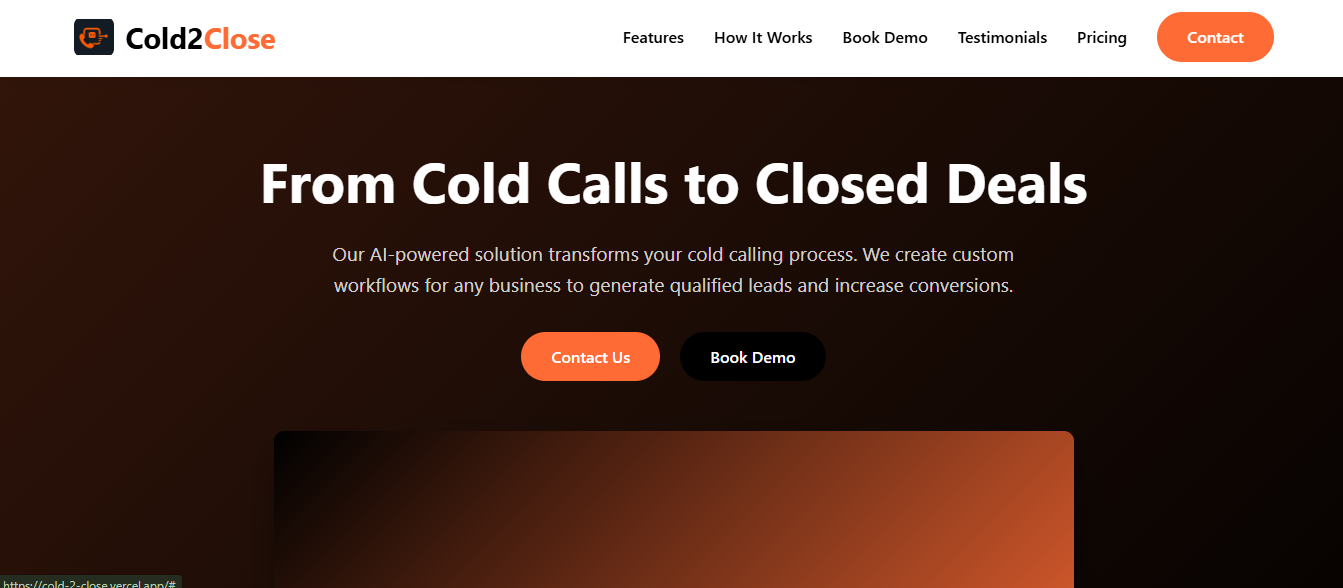 Cold2Close
Features How It Works Book Demo Testimonials Pricing Contact
From Cold Calls to Closed Deals
Our AI-powered solution transforms your cold calling process. We create custom
workflows for any business to generate qualified leads and increase conversions.
Contact Us Book Demo
https://cold-2-close.vercel.app/#